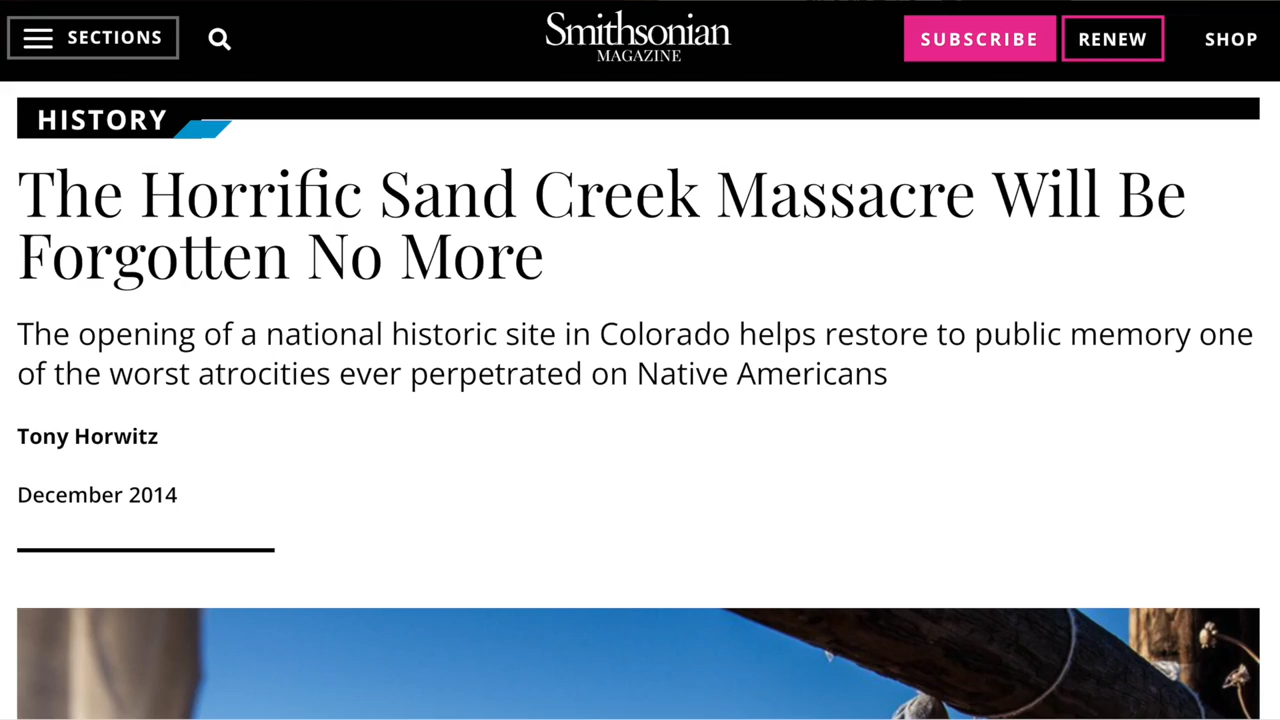 SECTIONS
Smithsonian
MAGAZINE
SUBSCRIBE
RENEW
SHOP
HISTORY
The Horrific Sand Creek Massacre Will Be
Forgotten No More
The opening of a national historic site in Colorado helps restore to public memory one
of the worst atrocities ever perpetrated on Native Americans
Tony Horwitz
December 2014